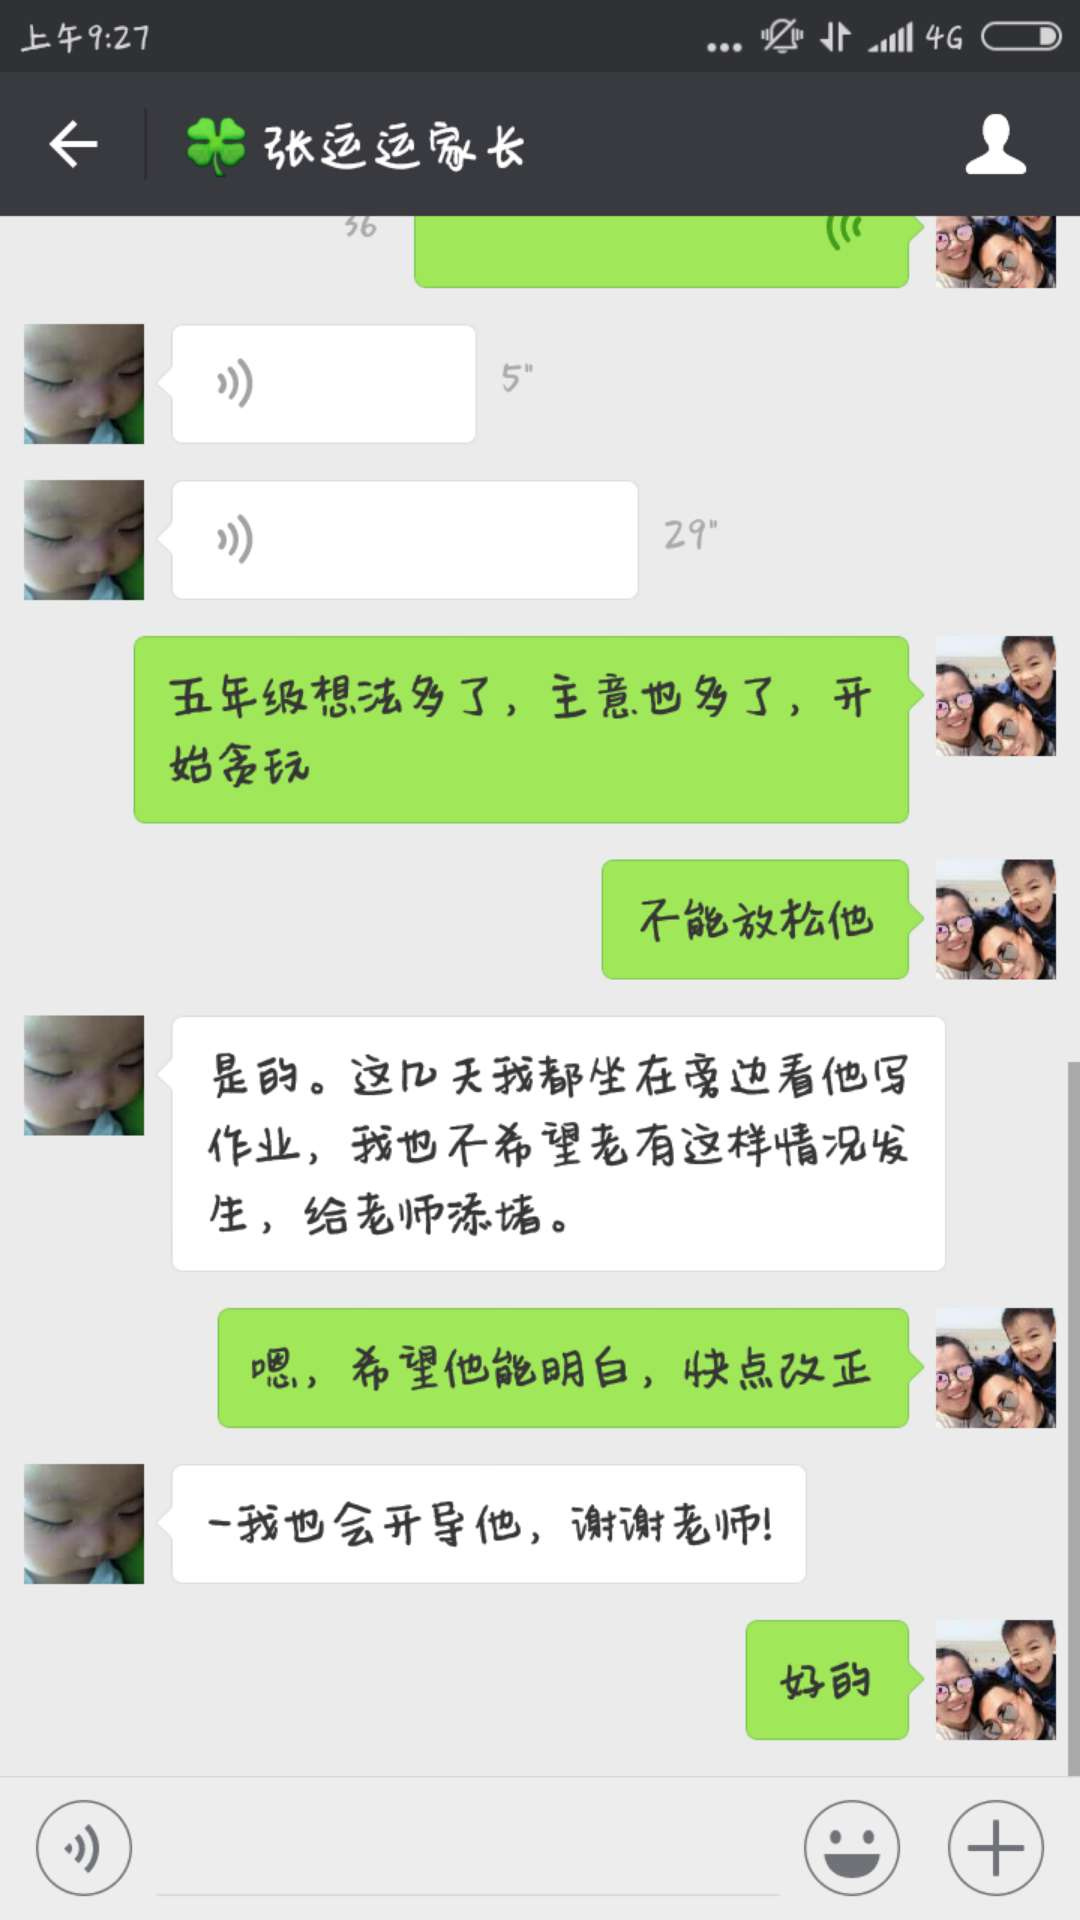 上午9:27
... 4G
张运运家长
36
5"
29"
五年级想法多了，主意也多了，开
始贪玩
不能放松他
是的。这几天我都坐在旁边看他写
作业，我也不希望老有这样情况发
生，给老师添堵。
嗯，希望他能明白，快点改正
-我也会开导他，谢谢老师!
好的